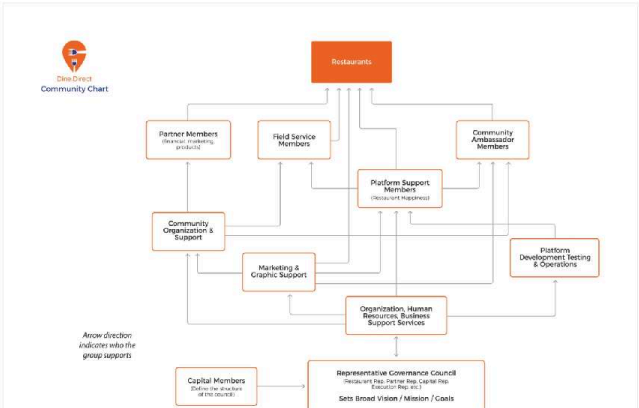 Dine.Direct
Community Chart
Restaurants
Partner Members
(financial, marketing,
products)
Field Service
Members
Community
Ambassador
Members
Platform Support
Members
(Restaurant Happiness)
Community
Organization &
Support
Marketing &
Graphic Support
Platform
Development Testing
& Operations
Organization, Human
Resources, Business
Support Services
Arrow direction
indicates who the
group supports
Capital Members
(Define the structure
of the council)
Representative Governance Council
(Restaurant Rep, Partner Rep, Capital Rep,
Execution Rep, etc.)
Sets Broad Vision / Mission / Goals